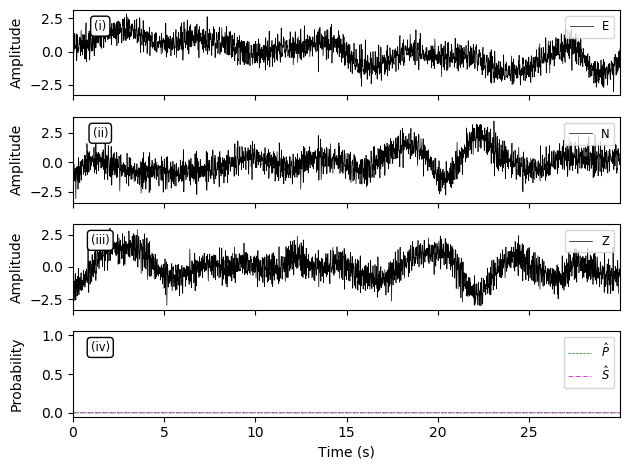 Amplitude
2.5
0.0
−2.5
(i)
E
Amplitude
2.5
0.0
−2.5
(ii)
N
Amplitude
2.5
0.0
−2.5
(iii)
Z
Probability
1.0
0.5
0.0
(iv)
P̂
Ŝ
0 5 10 15 20 25
Time (s)